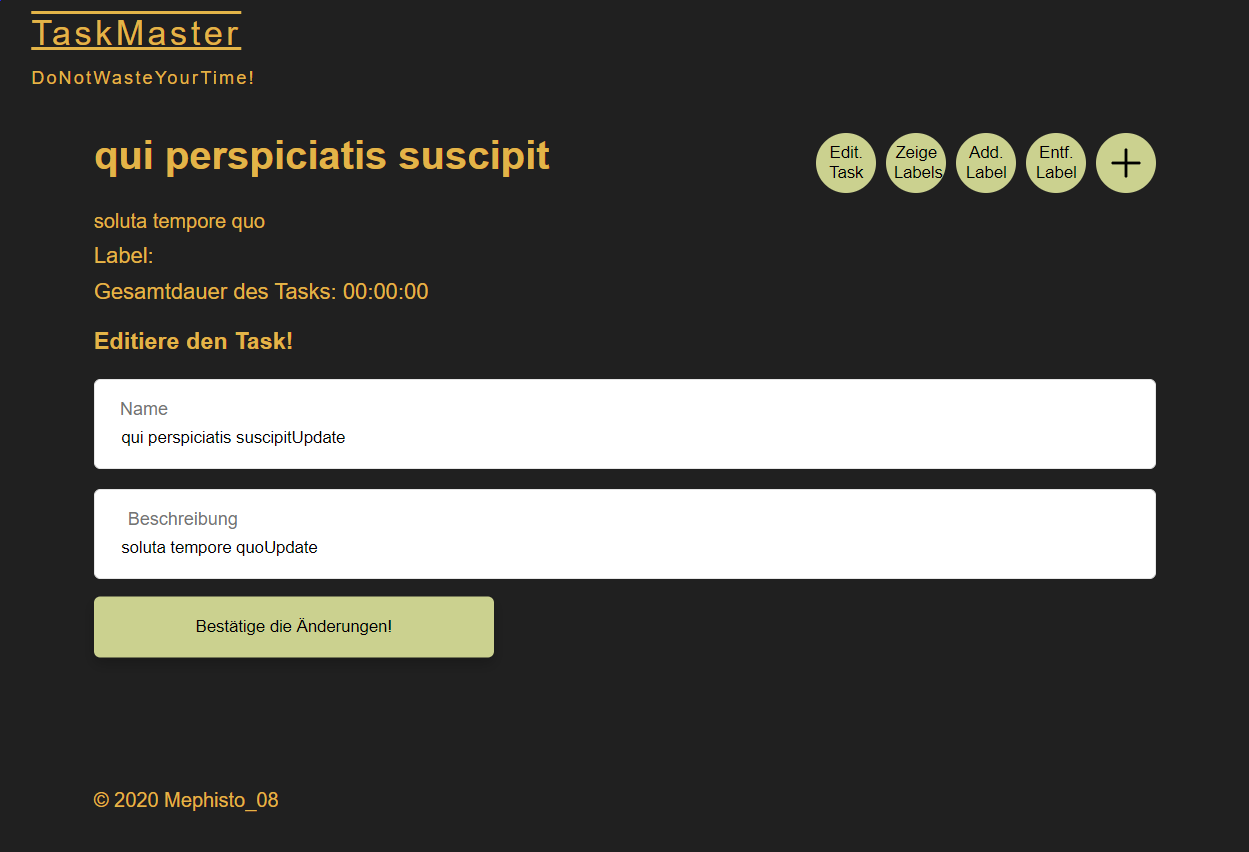 TaskMaster
DoNotWasteYourTime!
qui perspiciatis suscipit
Edit.
Task
Zeige
Labels
Add.
Label
Entf.
Label
soluta tempore quo
Label:
Gesamtdauer des Tasks: 00:00:00
Editiere den Task!
Name
qui perspiciatis suscipitUpdate
Beschreibung
soluta tempore quoUpdate
Bestätige die Änderungen!
© 2020 Mephisto_08